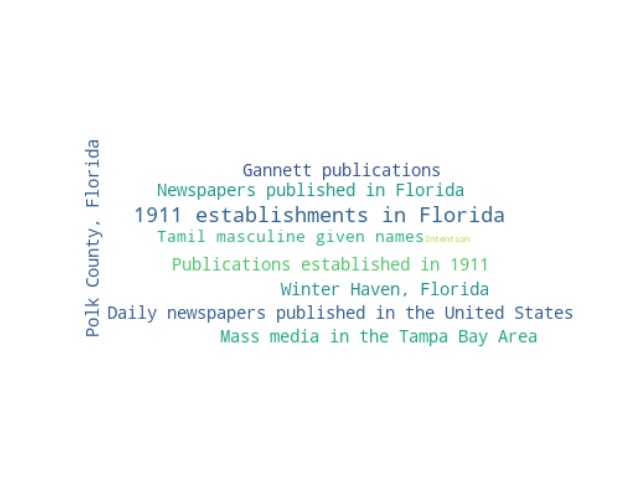 Polk County, Florida
Gannett publications
Newspapers published in Florida
1911 establishments in Florida
Tamil masculine given names
Intention
Publications established in 1911
Winter Haven, Florida
Daily newspapers published in the United States
Mass media in the Tampa Bay Area